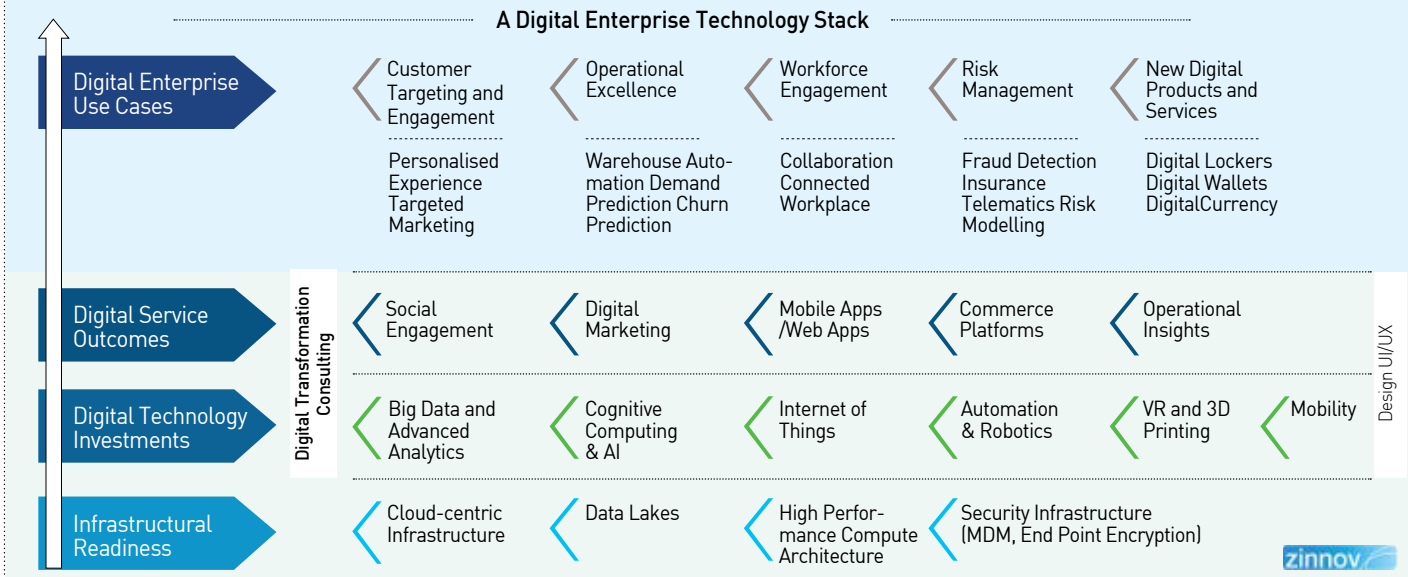 A Digital Enterprise Technology Stack
Digital Enterprise
Use Cases
Customer
Targeting and
Engagement
Personalised
Experience
Targeted
Marketing
Operational
Excellence
Warehouse Auto-
mation Demand
Prediction Churn
Prediction
Workforce
Engagement
Collaboration
Connected
Workplace
Risk
Management
Fraud Detection
Insurance
Telematics Risk
Modelling
New Digital
Products and
Services
Digital Lockers
Digital Wallets
DigitalCurrency
Digital Service
Outcomes
Digital Transformation
Consulting
Social
Engagement
Digital
Marketing
Mobile Apps
/Web Apps
Commerce
Platforms
Operational
Insights
Design UI/UX
Digital Technology
Investments
Big Data and
Advanced
Analytics
Cognitive
Computing
& AI
Internet of
Things
Automation
& Robotics
VR and 3D
Printing
Mobility
Infrastructural
Readiness
Cloud-centric
Infrastructure
Data Lakes
High Perfor-
mance Compute
Architecture
Security Infrastructure
(MDM, End Point Encryption)
zinnov